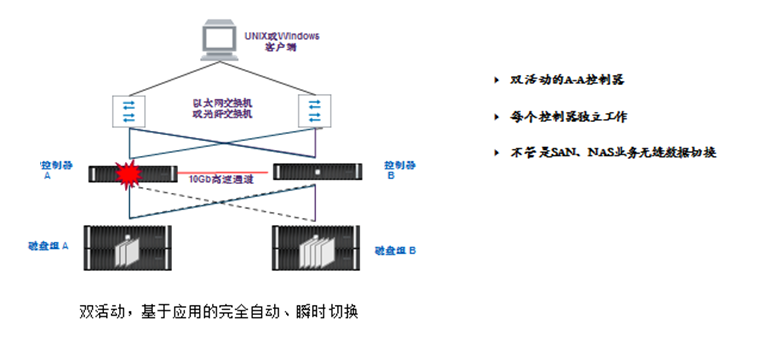 UNIX或Windows
客户端
以太网交换机
或光纤交换机
控制器
A
10Gb高速通道
控制器
B
磁盘组 A
磁盘组 B
双活动，基于应用的完全自动、瞬时切换
双活动的A-A控制器
每个控制器独立工作
不管是SAN、NAS业务无缝数据切换